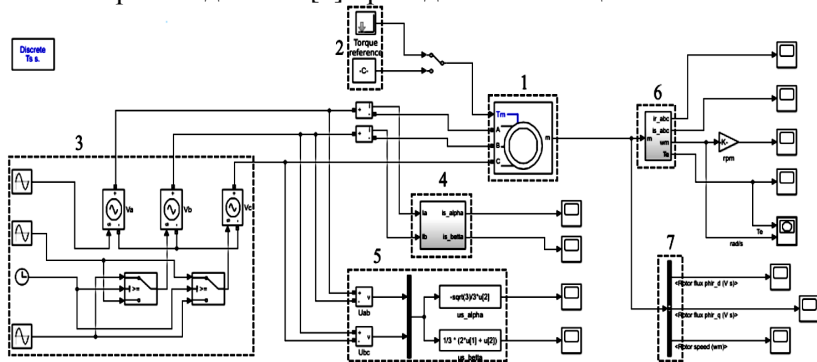 Discrete
Ts s.
2
Torque
reference
-C-
1
Tm
A
B
C
m
6
m
ir_abc
is_abc
wm
Te
-K-
rpm
3
Va
Vb
Vc
>=
>=
4
Ia
Ib
is_alpha
is_betta
Te
rad/s
5
Uab
Ubc
v
v
-sqrt(3)/3*u[2]
us_alpha
1/3 * (2*u[1] + u[2])
us_betta
7
<Rotor flux phir_d (V s)>
<Rotor flux phir_q (V s)>
<Rotor speed (wm)>